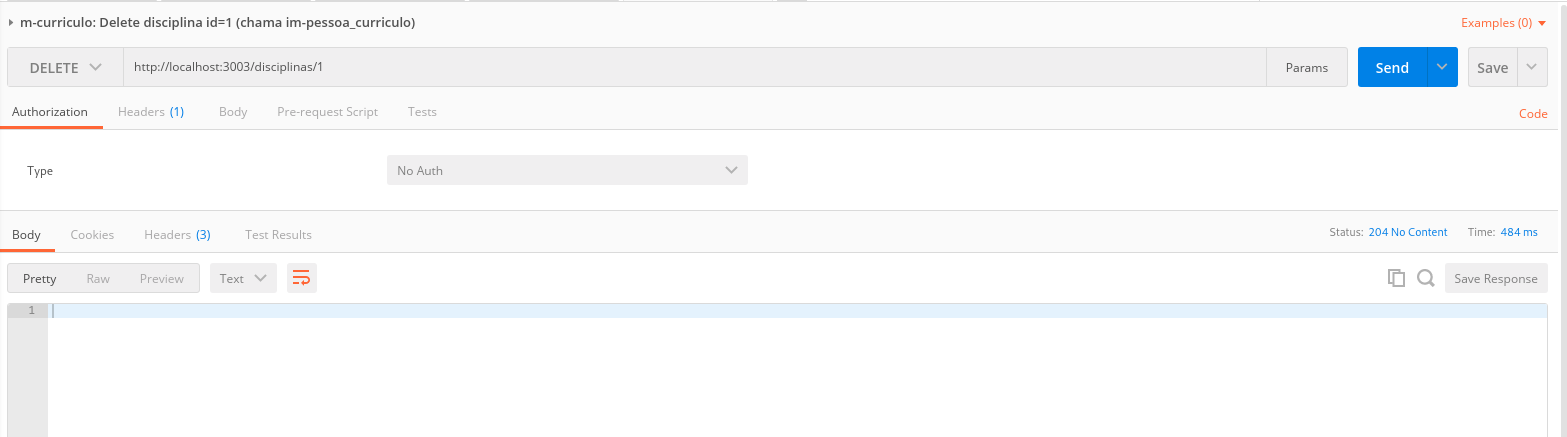 m-curriculo: Delete disciplina id=1 (chama im-pessoa_curriculo)
Examples (0)
DELETE http://localhost:3003/disciplinas/1 Params Send Save
Authorization Headers (1) Body Pre-request Script Tests Code
Type No Auth
Body Cookies Headers (3) Test Results Status: 204 No Content Time: 484 ms
Pretty Raw Preview Text Save Response
1